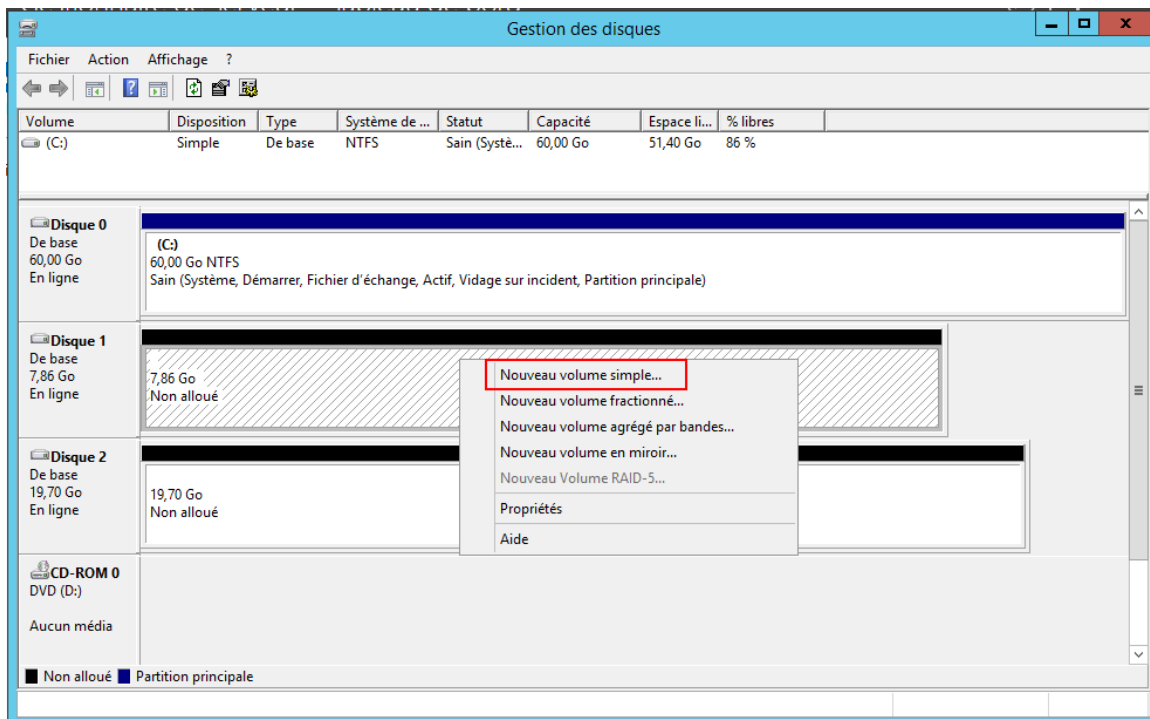 Gestion des disques
Fichier Action Affichage ?
Volume Disposition Type Système de ... Statut Capacité Espace li... % libres
(C:) Simple De base NTFS Sain (Systè... 60,00 Go 51,40 Go 86 %
Disque 0
De base
60,00 Go
En ligne
(C:)
60,00 Go NTFS
Sain (Système, Démarrer, Fichier d'échange, Actif, Vidage sur incident, Partition principale)
Disque 1
De base
7,86 Go
En ligne
7,86 Go
Non alloué
Nouveau volume simple...
Nouveau volume fractionné...
Nouveau volume agrégé par bandes...
Nouveau volume en miroir...
Nouveau Volume RAID-5...
Propriétés
Aide
Disque 2
De base
19,70 Go
En ligne
19,70 Go
Non alloué
CD-ROM 0
DVD (D:)
Aucun média
Non alloué Partition principale